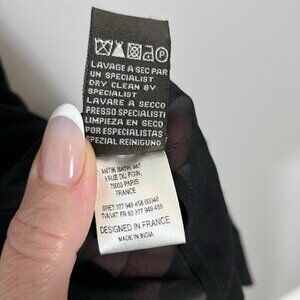 LAVAGE A SEC PAR
UN SPECIALIST
DRY CLEAN BY
SPECIALIST
LAVARE A SECCO
PRESSO SPECIALISTI
LIMPIEZA EN SECO
POR ESPECIALISTAS
SPEZIAL REINIGUNG
ANTIK BATIK
1 RUE DU FOIN,
75003 PARIS
FRANCE
SIRET: 377 949 458 00048
TVA/VAT FR 63 377 949 458
DESIGNED IN FRANCE
MADE IN INDIA